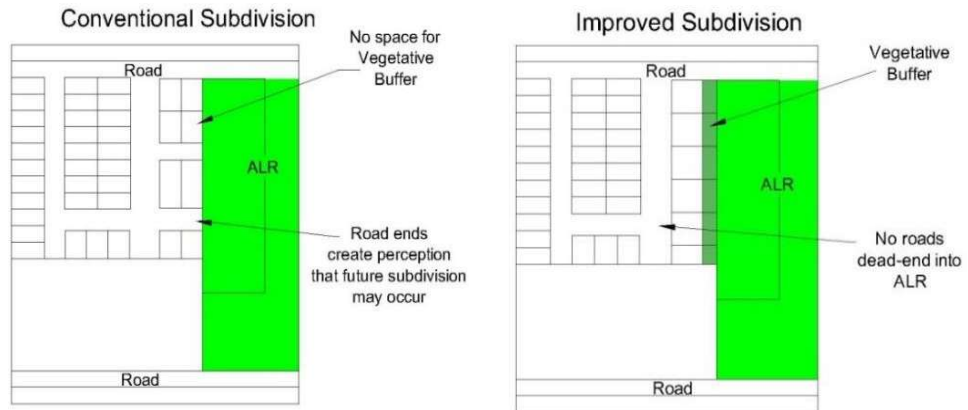 Conventional Subdivision
No space for
Vegetative
Buffer
Road
ALR
Road ends
create perception
that future subdivision
may occur
Road
Improved Subdivision
Vegetative
Buffer
Road
ALR
No roads
dead-end into
ALR
Road